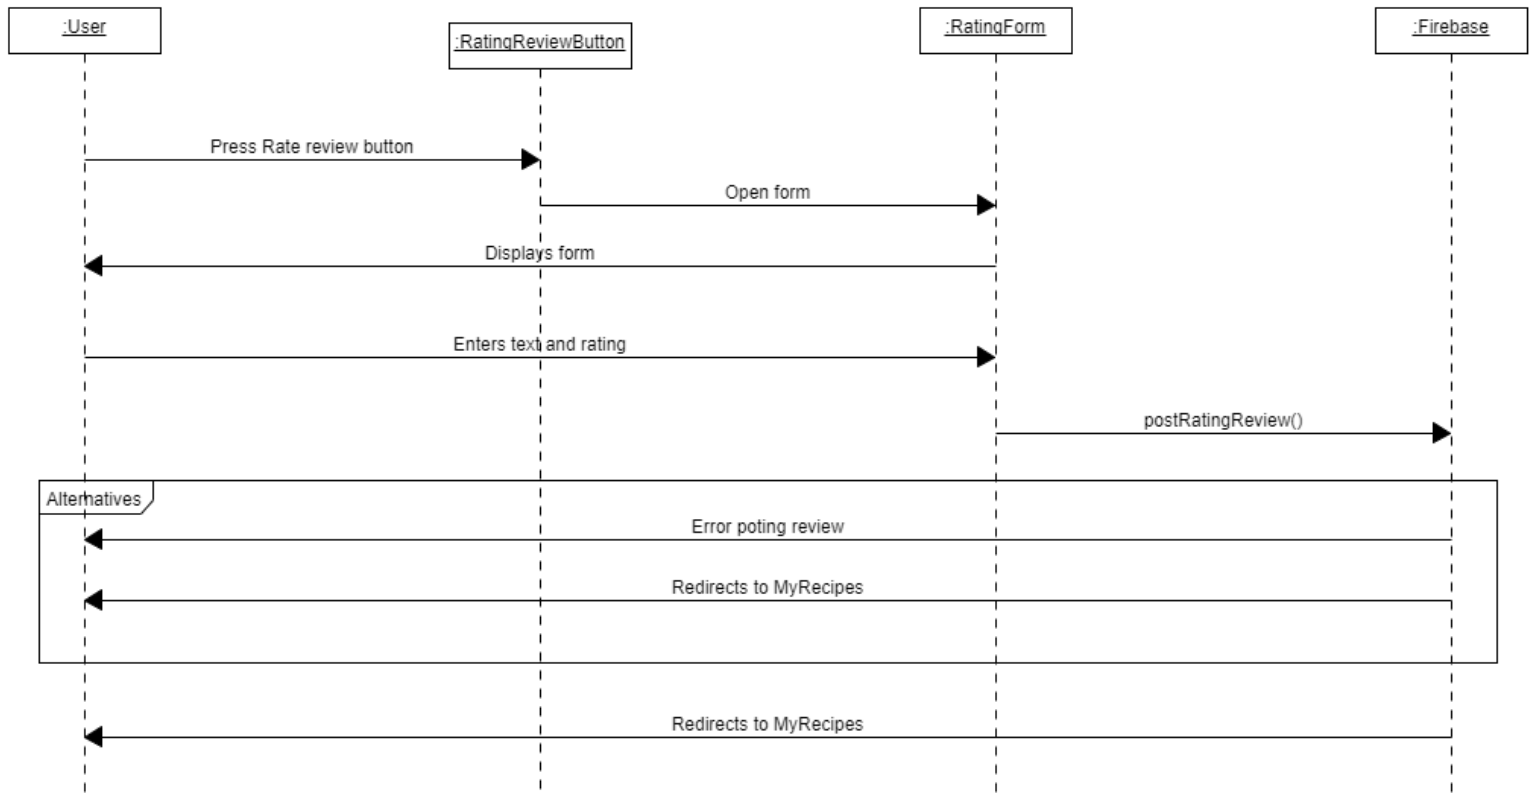 :User
:RatingReviewButton
:RatingForm
:Firebase
Press Rate review button
Open form
Displays form
Enters text and rating
postRatingReview()
Alternatives
Error poting review
Redirects to MyRecipes
Redirects to MyRecipes